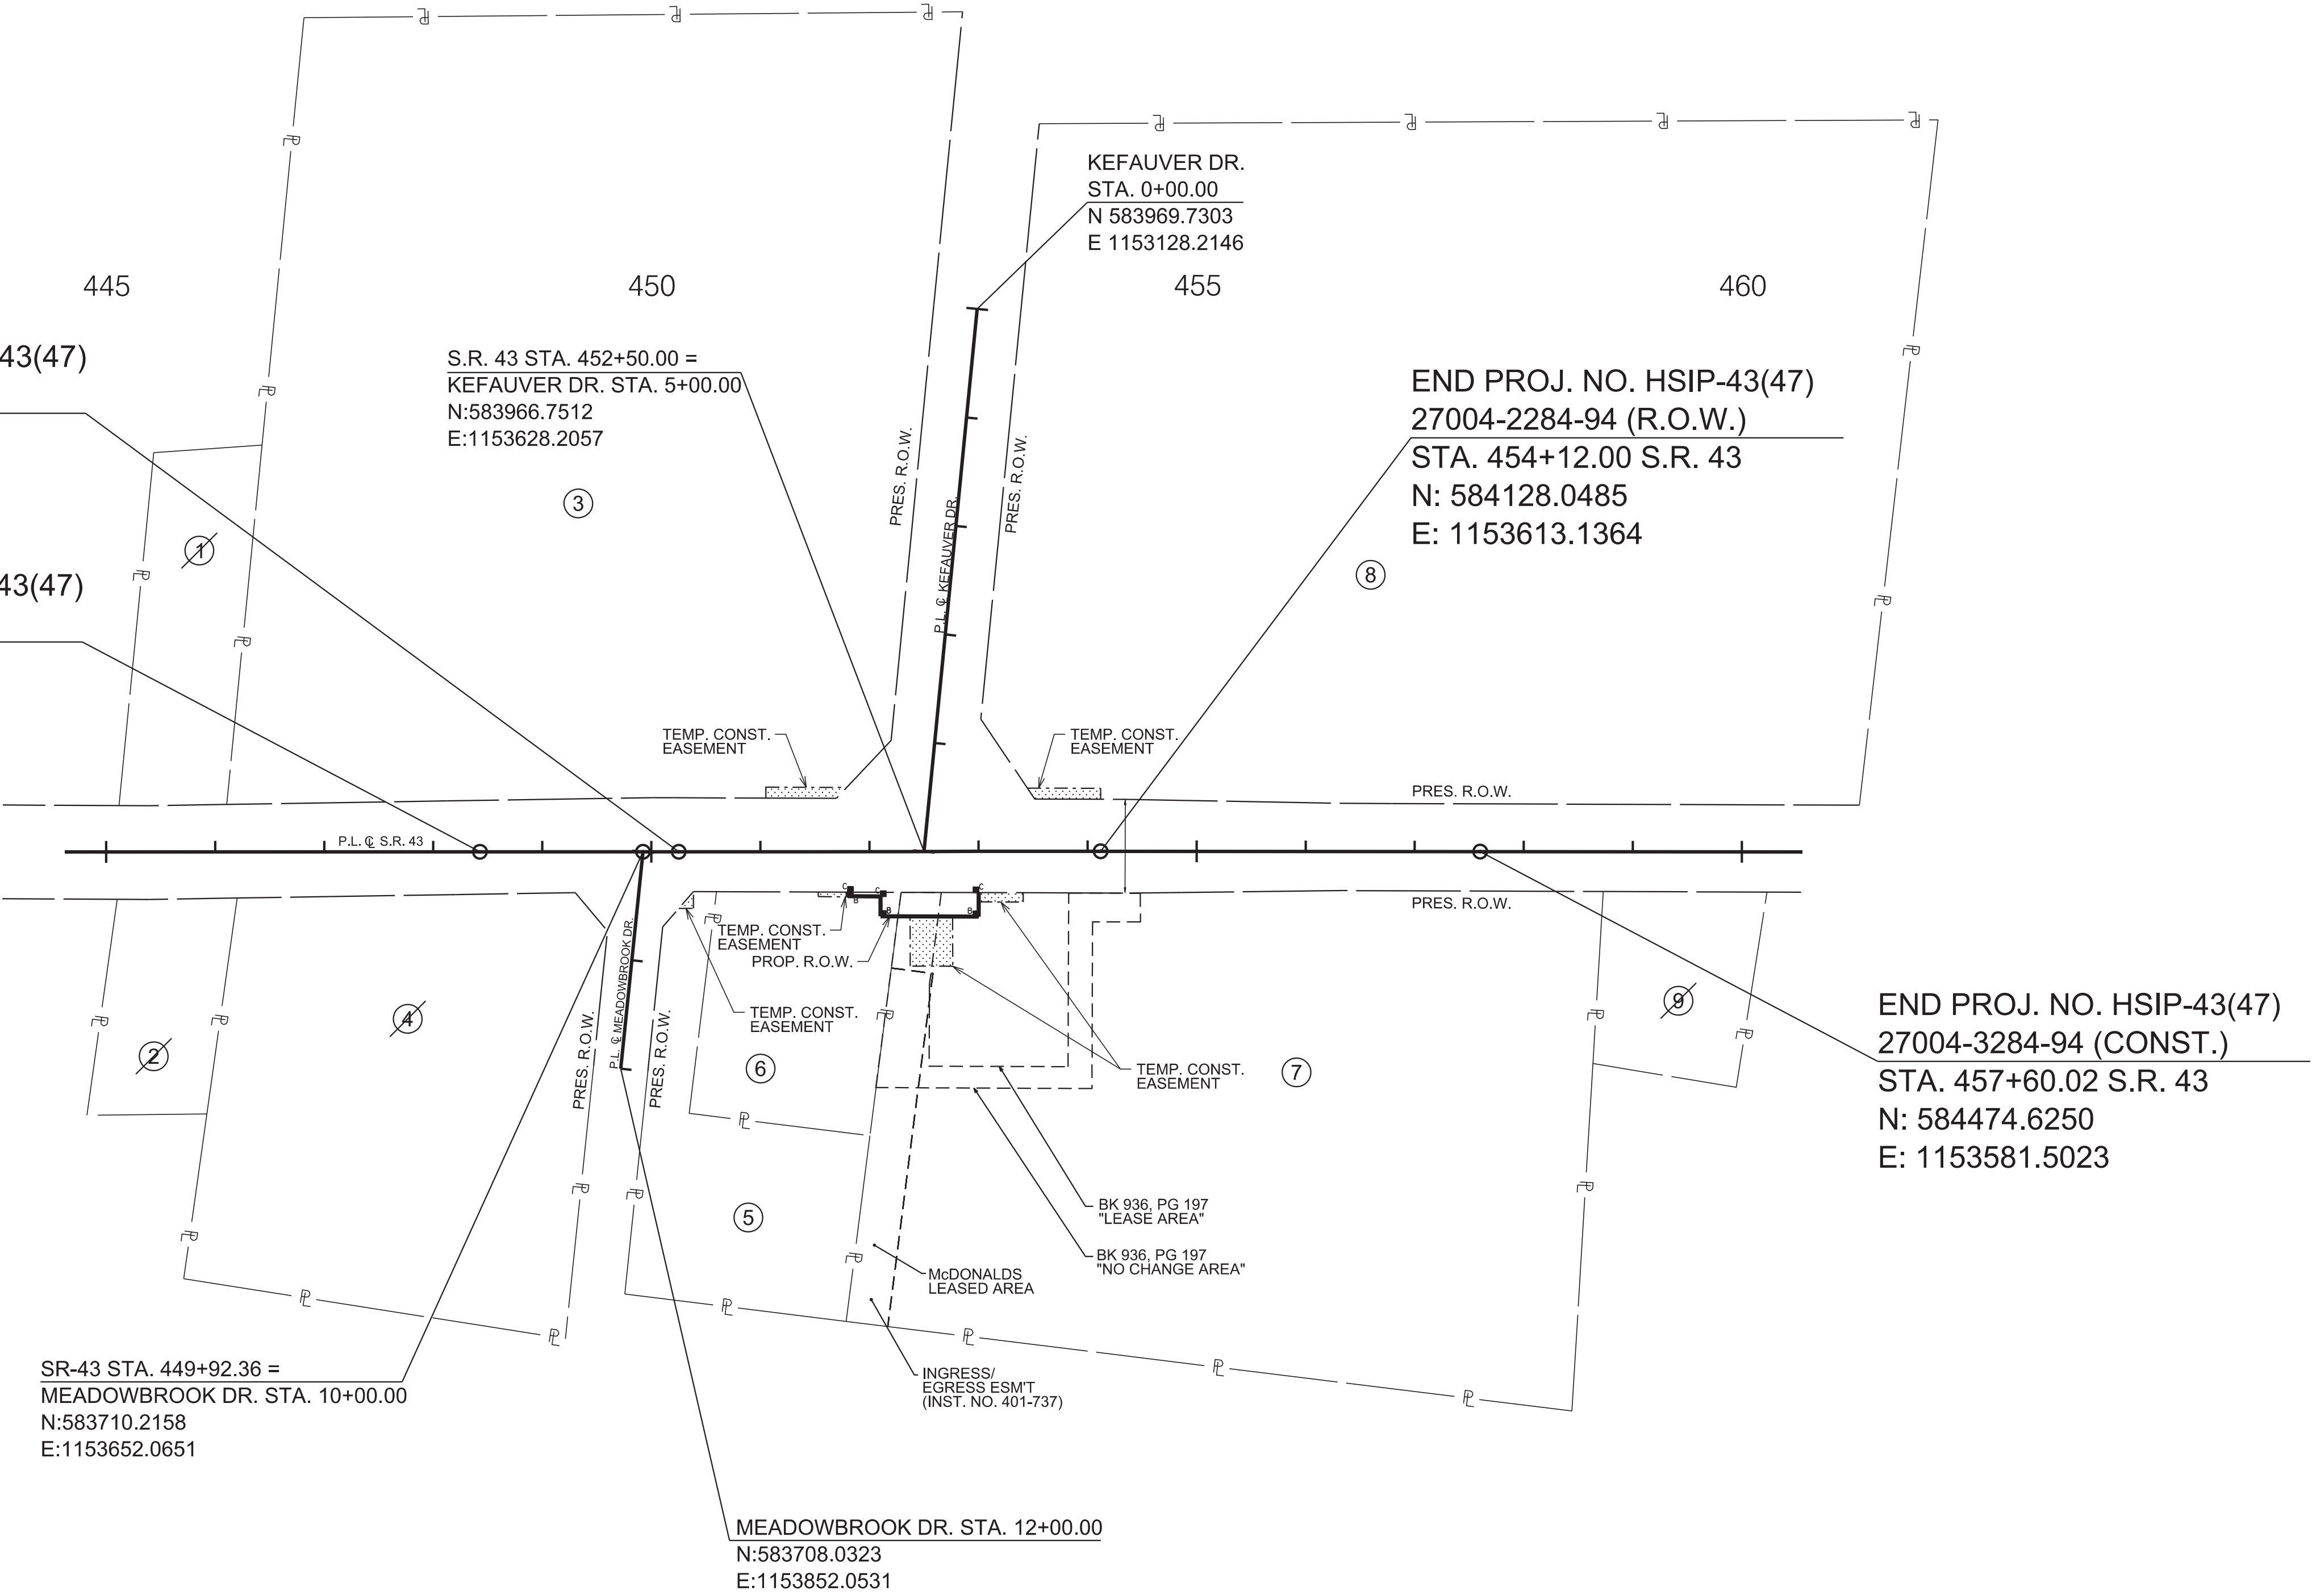 KEFAUVER DR.
STA. 0+00.00
N 583969.7303
E 1153128.2146
445
450
455
460
43(47)
43(47)
S.R. 43 STA. 452+50.00 =
KEFAUVER DR. STA. 5+00.00
N:583966.7512
E:1153628.2057
END PROJ. NO. HSIP-43(47)
27004-2284-94 (R.O.W.)
STA. 454+12.00 S.R. 43
N: 584128.0485
E: 1153613.1364
PRES. R.O.W.
PRES. R.O.W.
P.L. ℄ KEFAUVER DR.
3
1
8
TEMP. CONST.
EASEMENT
TEMP. CONST.
EASEMENT
PRES. R.O.W.
P.L. ℄ S.R. 43
PRES. R.O.W.
C
B
C
B
B
C
TEMP. CONST.
EASEMENT
PROP. R.O.W.
TEMP. CONST.
EASEMENT
P.L. ℄ MEADOWBROOK DR.
PRES. R.O.W.
PRES. R.O.W.
TEMP. CONST.
EASEMENT
4
2
6
7
9
5
END PROJ. NO. HSIP-43(47)
27004-3284-94 (CONST.)
STA. 457+60.02 S.R. 43
N: 584474.6250
E: 1153581.5023
BK 936, PG 197
"LEASE AREA"
BK 936, PG 197
"NO CHANGE AREA"
McDONALDS
LEASED AREA
INGRESS/
EGRESS ESM'T
(INST. NO. 401-737)
SR-43 STA. 449+92.36 =
MEADOWBROOK DR. STA. 10+00.00
N:583710.2158
E:1153652.0651
MEADOWBROOK DR. STA. 12+00.00
N:583708.0323
E:1153852.0531